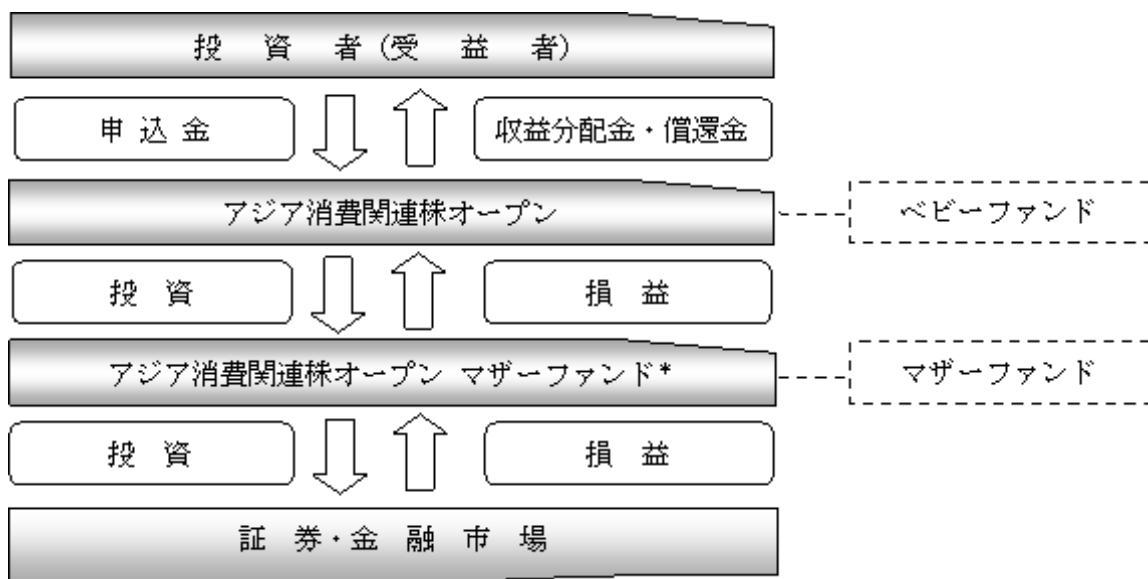 投資者(受益者)
申込金
収益分配金・償還金
アジア消費関連株オープン
ベビーファンド
投資
損益
アジア消費関連株オープン マザーファンド*
マザーファンド
投資
損益
証券・金融市場